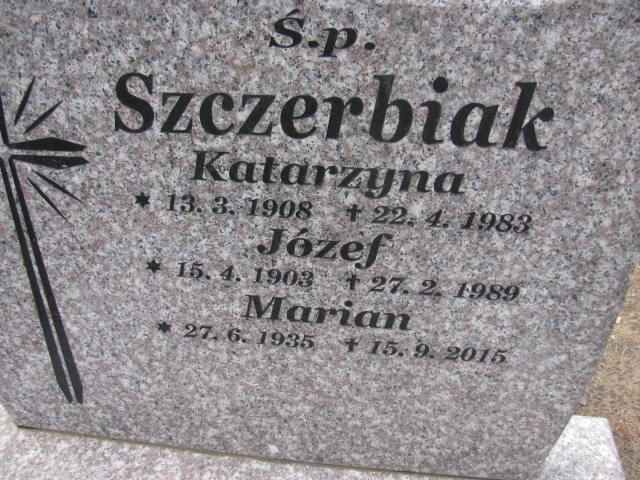 Ś.p.
Szczerbiak
Katarzyna
✶ 13. 3. 1908 ✝ 22. 4. 1983
Józef
✶ 15. 4. 1903 ✝ 27. 2. 1989
Marian
✶ 27. 6. 1935 ✝ 15. 9. 2015